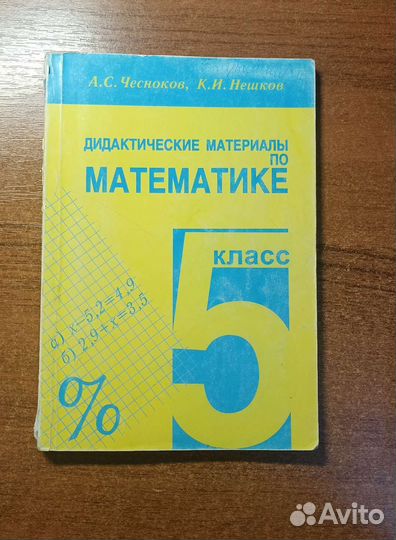 А.С. Чесноков, К.И. Нешков
ДИДАКТИЧЕСКИЕ МАТЕРИАЛЫ
ПО
МАТЕМАТИКЕ
класс
5
а) x−5,2=4,9
б) 2,9+x=3,5
%
Avito